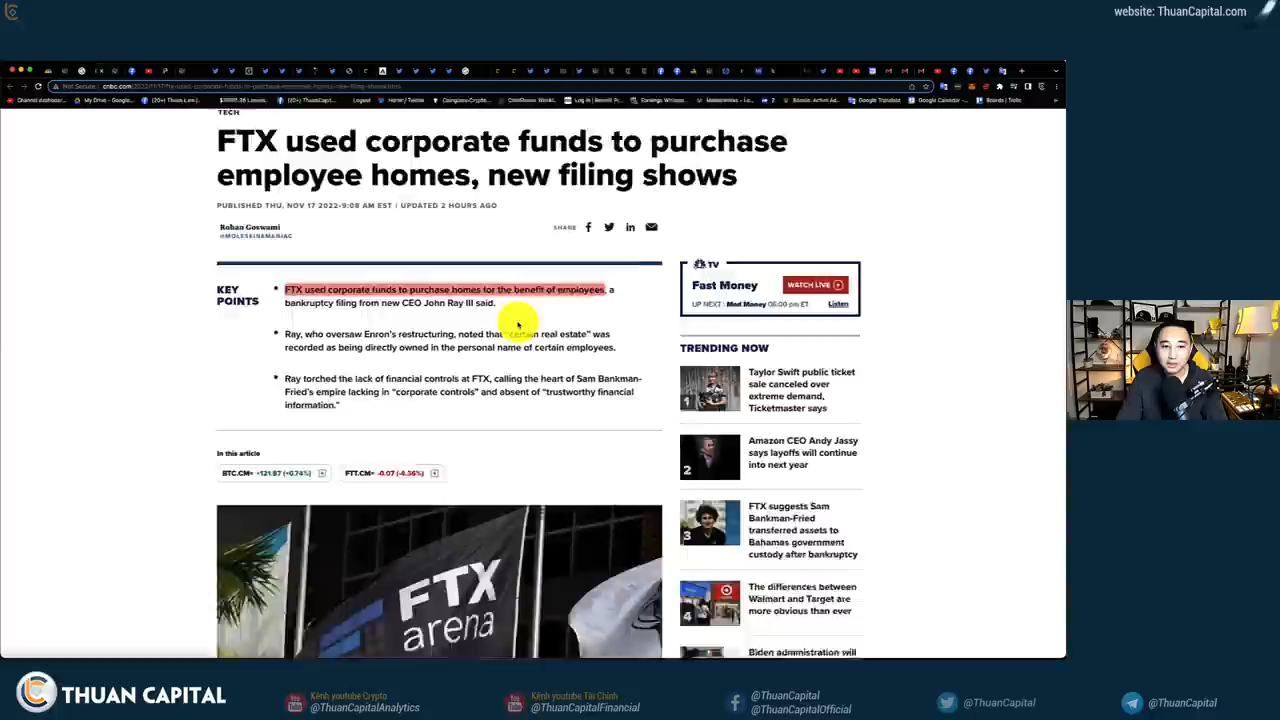 website: ThuanCapital.com
TECH
FTX used corporate funds to purchase
employee homes, new filing shows
PUBLISHED THU, NOV 17 2022•9:08 AM EST | UPDATED 2 HOURS AGO
Rohan Goswami
SHARE
KEY
POINTS
FTX used corporate funds to purchase homes for the benefit of employees, a
bankruptcy filing from new CEO John Ray III said.
Ray, who oversaw Enron's restructuring, noted that "certain real estate" was
recorded as being directly owned in the personal name of certain employees.
Ray torched the lack of financial controls at FTX, calling the heart of Sam Bankman-
Fried's empire lacking in "corporate controls" and absent of "trustworthy financial
information."
In this article
BTC.CM= +121.87 (+0.74%)
FTT.CM= -0.07 (-4.36%)
FTX
arena
TV
Fast Money
WATCH LIVE
UP NEXT | Mad Money 06:00 pm ET
Listen
TRENDING NOW
1
Taylor Swift public ticket
sale canceled over
extreme demand,
Ticketmaster says
2
Amazon CEO Andy Jassy
says layoffs will continue
into next year
3
FTX suggests Sam
Bankman-Fried
transferred assets to
Bahamas government
custody after bankruptcy
4
The differences between
Walmart and Target are
more obvious than ever
Biden administration will
THUAN CAPITAL
Kênh youtube Crypto
@ThuanCapitalAnalytics
Kênh youtube Tài Chính
@ThuanCapitalFinancial
@ThuanCapital
@ThuanCapitalOfficial
@ThuanCapital
@ThuanCapital